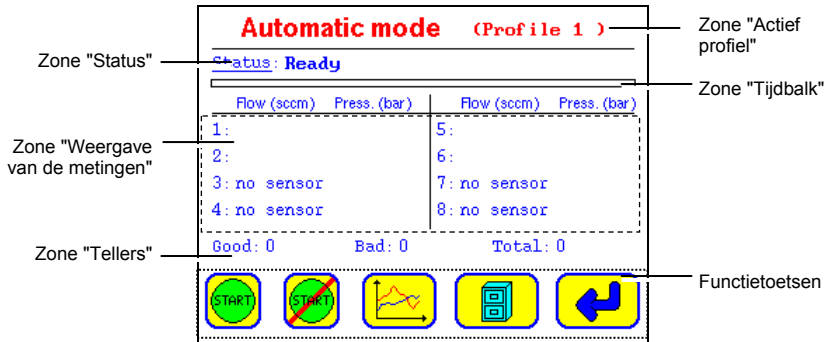 Automatic mode (Profile 1 )
Zone "Actief
profiel"
Zone "Status"
Status: Ready
Zone "Tijdbalk"
Flow (sccm) Press. (bar) Flow (sccm) Press. (bar)
Zone "Weergave
van de metingen"
1: 5:
2: 6:
3: no sensor 7: no sensor
4: no sensor 8: no sensor
Zone "Tellers"
Good: 0 Bad: 0 Total: 0
START START
Functietoetsen